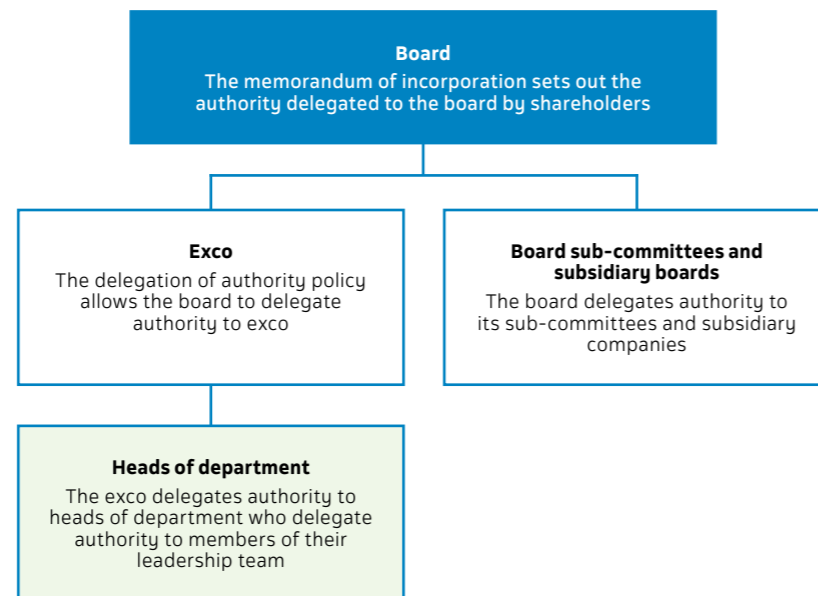 Board
The memorandum of incorporation sets out the
authority delegated to the board by shareholders
Exco
The delegation of authority policy
allows the board to delegate
authority to exco
Board sub-committees and
subsidiary boards
The board delegates authority to
its sub-committees and subsidiary
companies
Heads of department
The exco delegates authority to
heads of department who delegate
authority to members of their
leadership team